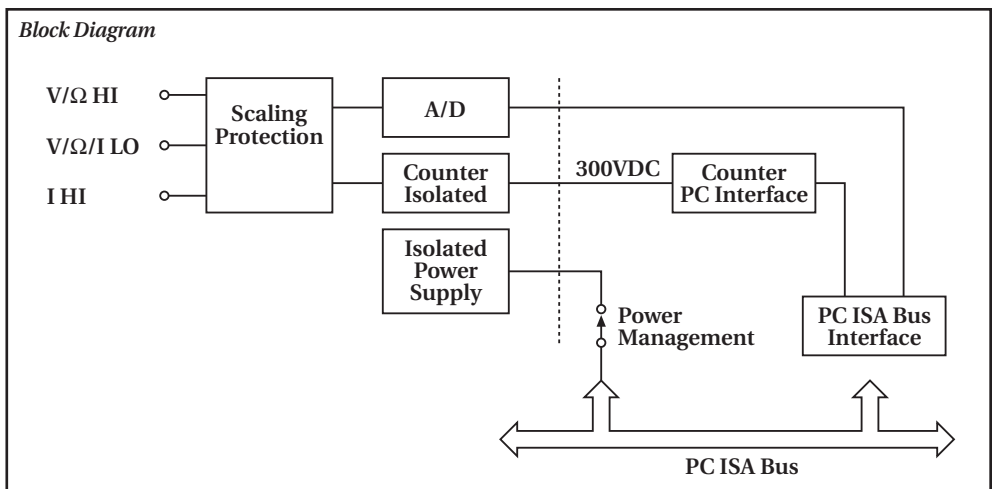 Block Diagram
V/Ω HI
V/Ω/I LO
I HI
Scaling
Protection
A/D
Counter
Isolated
Isolated
Power
Supply
300VDC
Counter
PC Interface
Power
Management
PC ISA Bus
Interface
PC ISA Bus